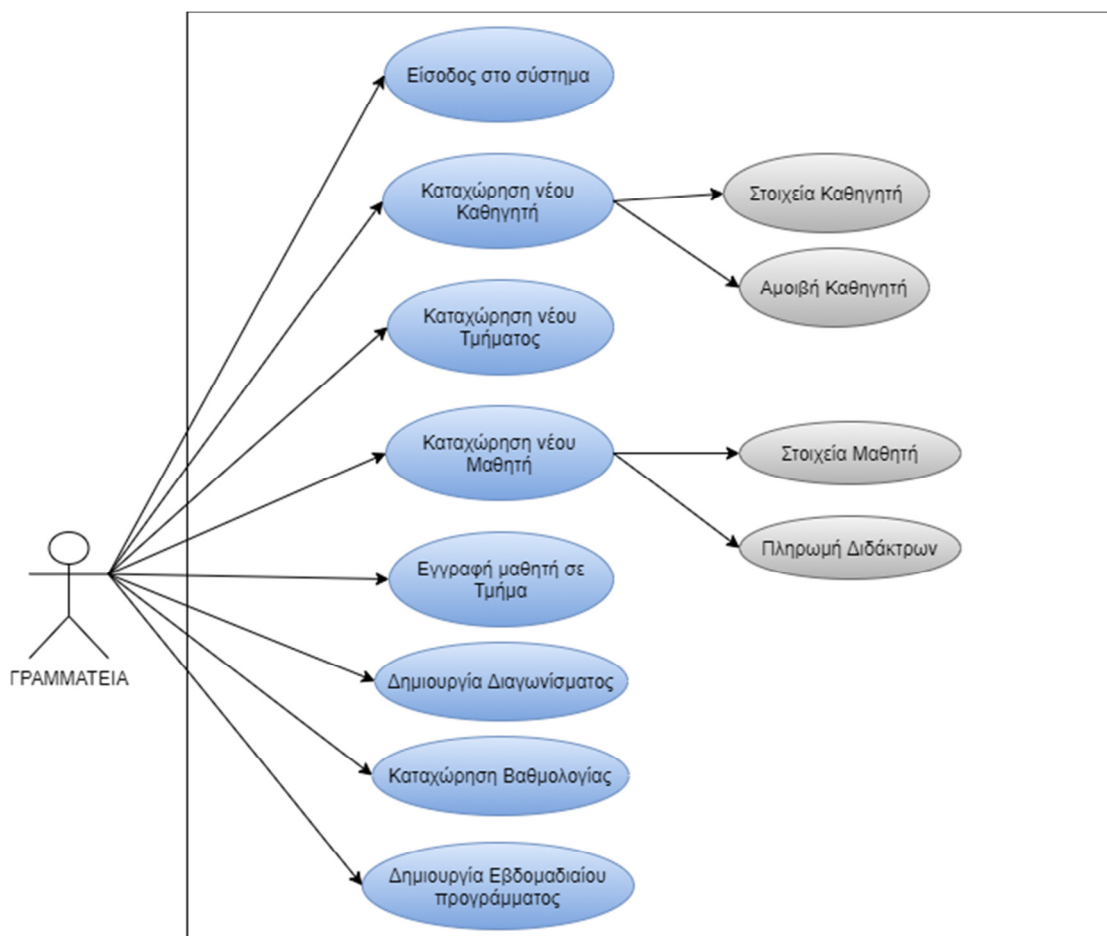 Είσοδος στο σύστημα
Καταχώρηση νέου
Καθηγητή
Στοιχεία Καθηγητή
Αμοιβή Καθηγητή
Καταχώρηση νέου
Τμήματος
Καταχώρηση νέου
Μαθητή
Στοιχεία Μαθητή
Πληρωμή Διδάκτρων
Εγγραφή μαθητή σε
Τμήμα
ΓΡΑΜΜΑΤΕΙΑ
Δημιουργία Διαγωνίσματος
Καταχώρηση Βαθμολογίας
Δημιουργία Εβδομαδιαίου
προγράμματος